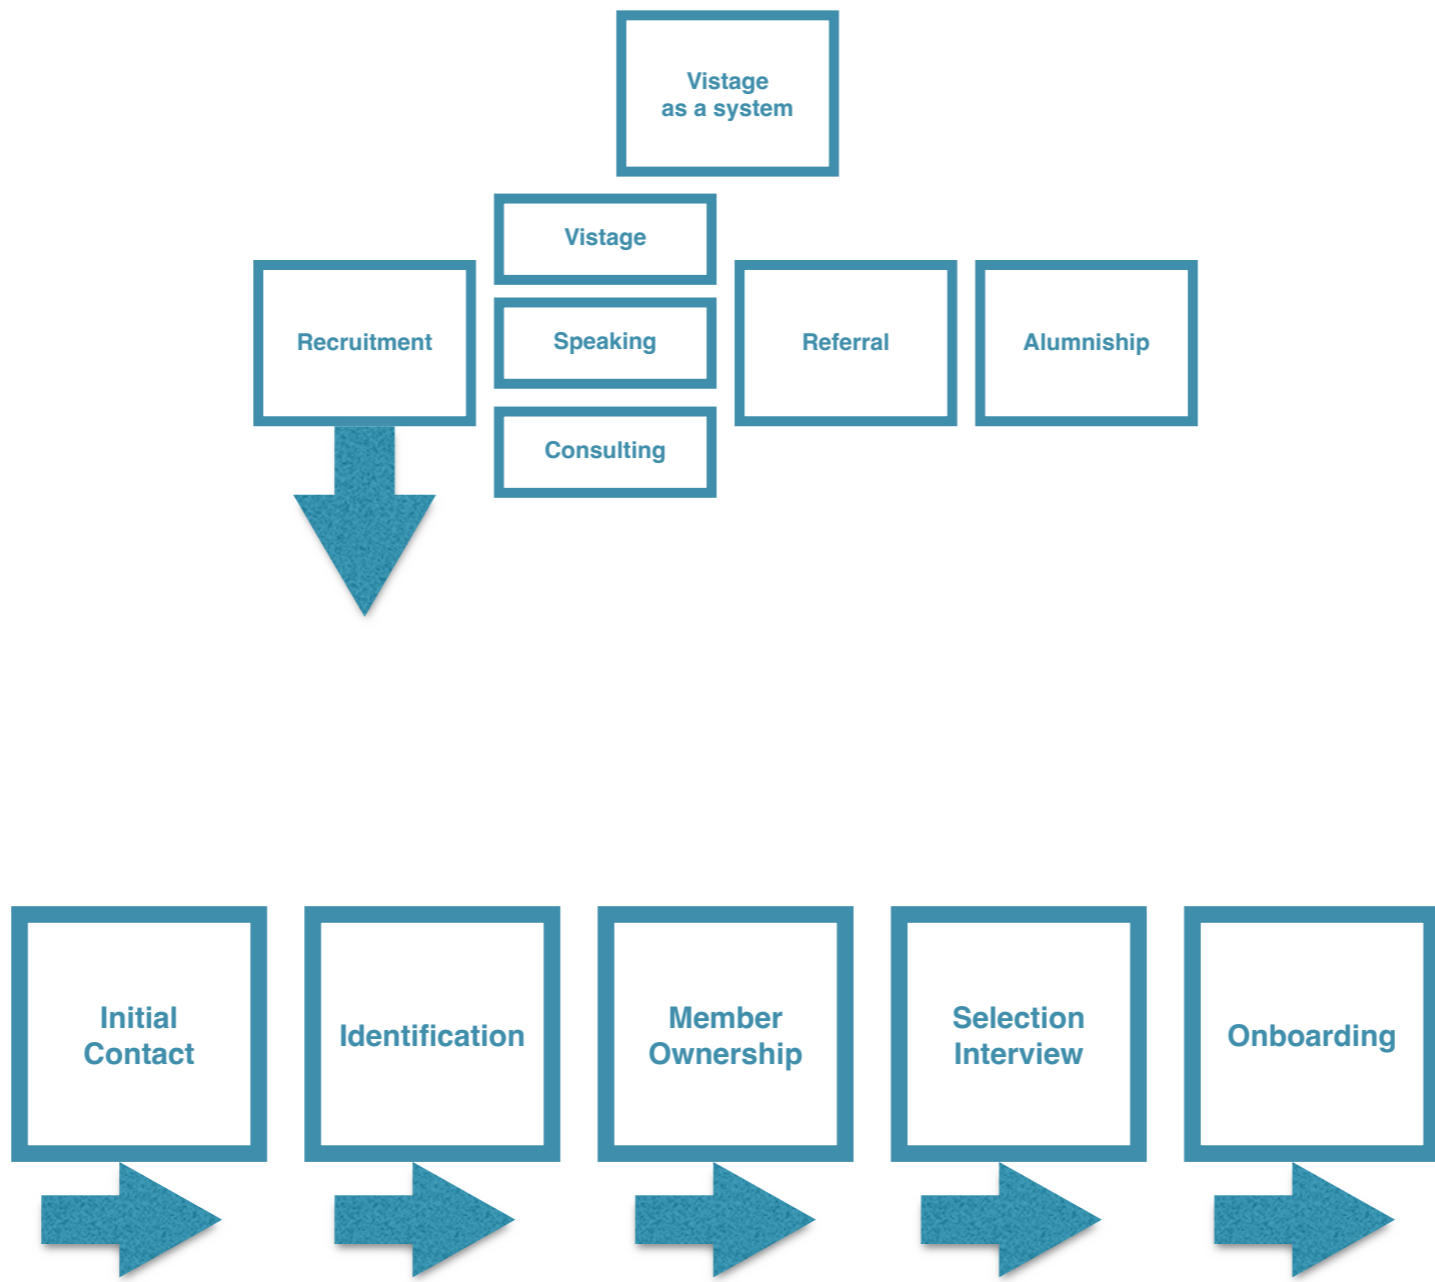 Vistage
as a system
Vistage
Recruitment
Speaking
Referral
Alumniship
Consulting
Initial
Contact
Identification
Member
Ownership
Selection
Interview
Onboarding